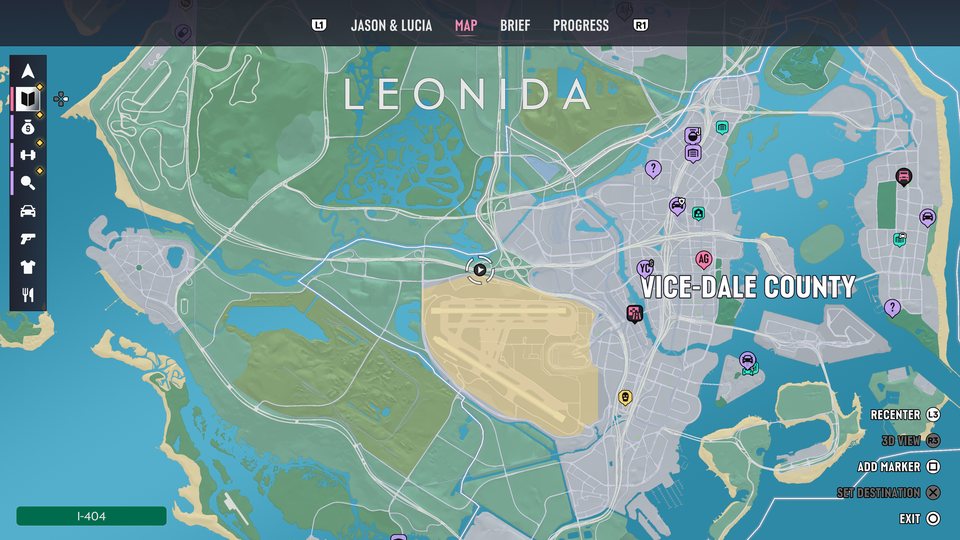 L1 JASON & LUCIA MAP BRIEF PROGRESS R1
LEONIDA
?
AG
YC
VICE-DALE COUNTY
?
RECENTER L3
3D VIEW R3
ADD MARKER
SET DESTINATION
EXIT
I-404